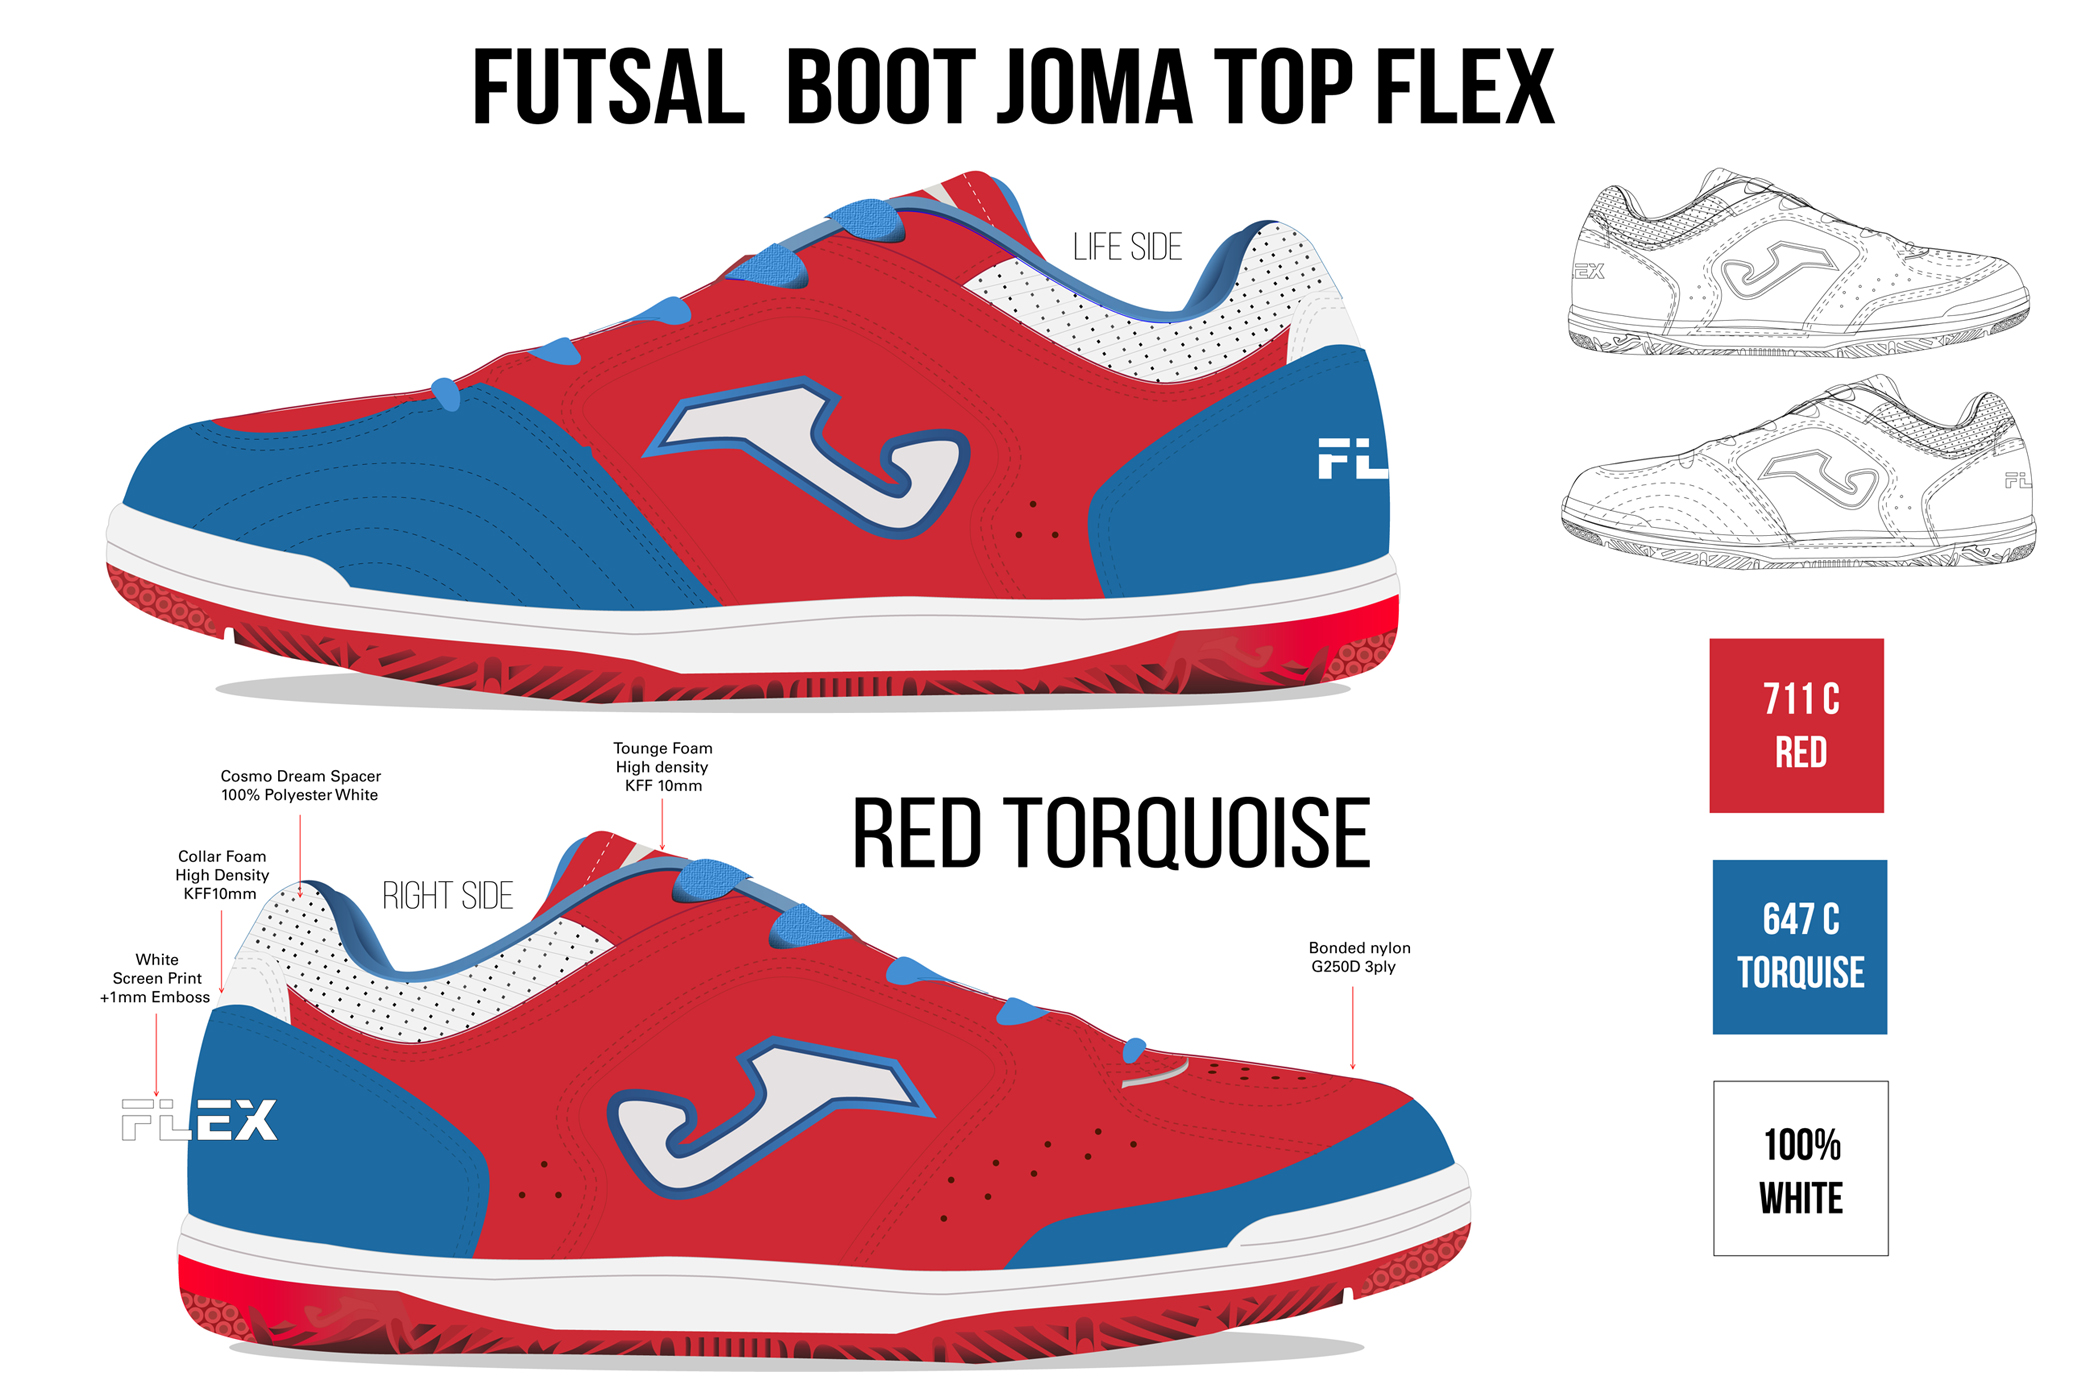 FUTSAL BOOT JOMA TOP FLEX
LIFE SIDE
EX
FL
FL
711 C
RED
Tounge Foam
High density
KFF 10mm
Cosmo Dream Spacer
100% Polyester White
RED TORQUOISE
Collar Foam
High Density
KFF10mm
RIGHT SIDE
647 C
TORQUISE
White
Screen Print
+1mm Emboss
Bonded nylon
G250D 3ply
FLEX
100%
WHITE